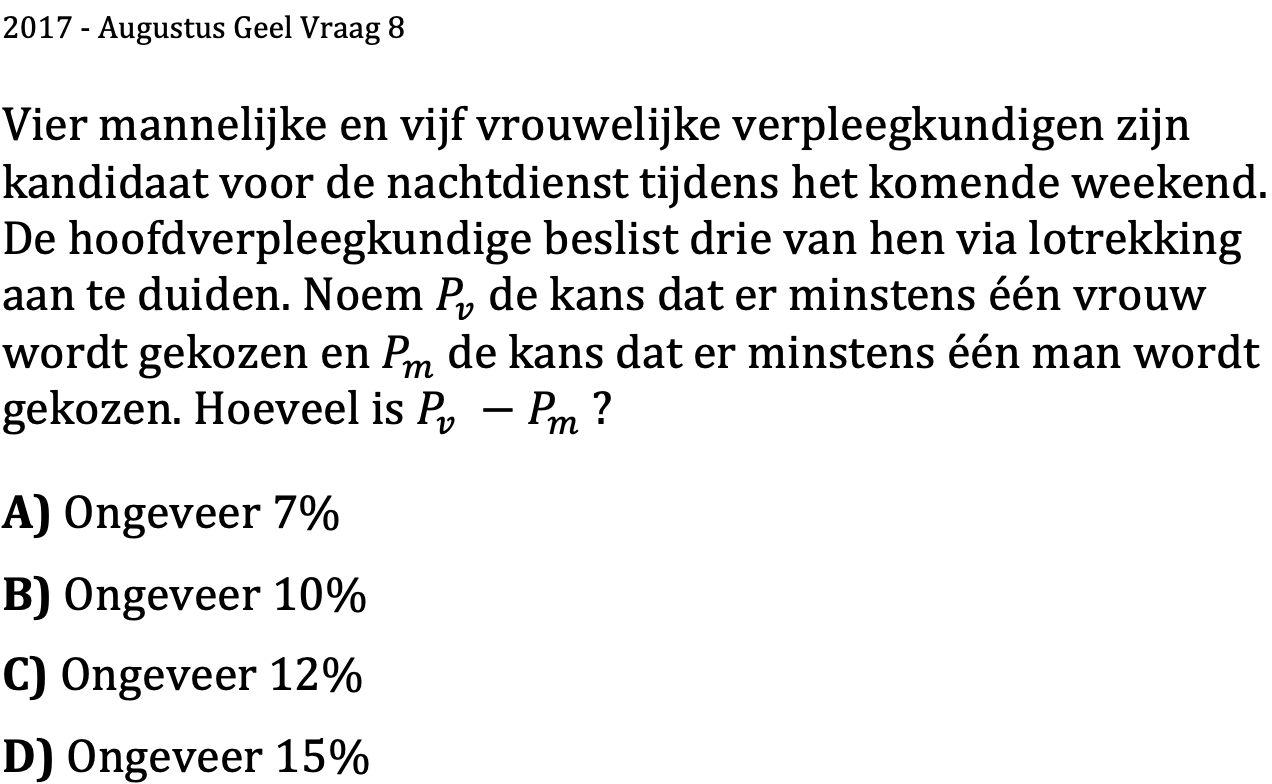 2017 - Augustus Geel Vraag 8
Vier mannelijke en vijf vrouwelijke verpleegkundigen zijn
kandidaat voor de nachtdienst tijdens het komende weekend.
De hoofdverpleegkundige beslist drie van hen via lotrekking
aan te duiden. Noem $P_v$ de kans dat er minstens één vrouw
wordt gekozen en $P_m$ de kans dat er minstens één man wordt
gekozen. Hoeveel is $P_v - P_m$ ?
A) Ongeveer 7%
B) Ongeveer 10%
C) Ongeveer 12%
D) Ongeveer 15%